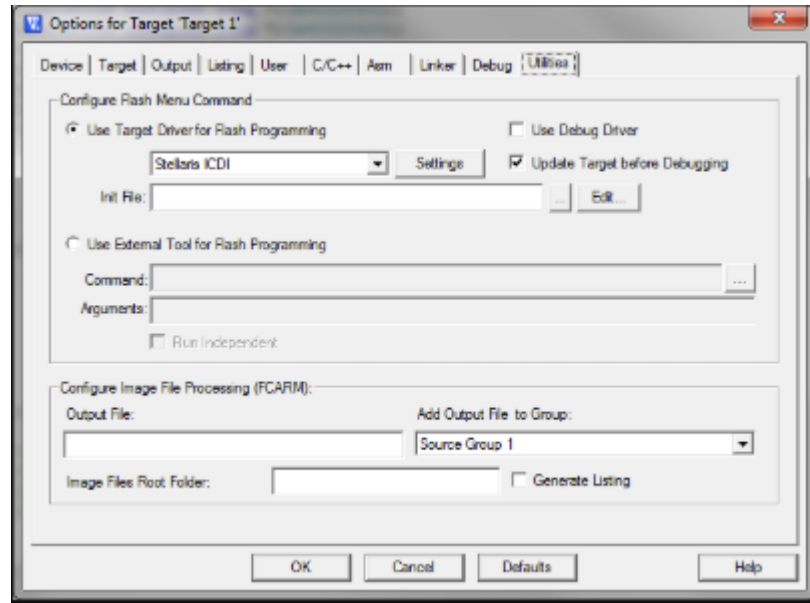 Options for Target 'Target 1'
Device Target Output Listing User C/C++ Asm Linker Debug Utilities
Configure Flash Menu Command
Use Target Driver for Flash Programming Use Debug Driver
Stellaris ICDI Settings Update Target before Debugging
Init File: ... Edit...
Use External Tool for Flash Programming
Command: ...
Arguments:
Run Independent
Configure Image File Processing (FCARM):
Output File: Add Output File to Group:
Source Group 1
Image Files Root Folder: Generate Listing
OK Cancel Defaults Help